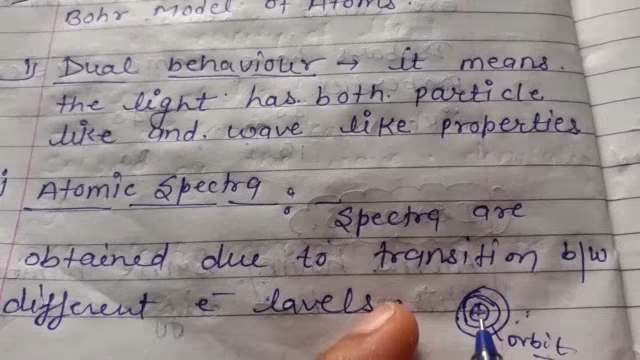 Bohr Model of Atoms.
1) Dual behaviour → it means
the light has both particle
like and wave like properties
Atomic Spectra :
Spectra are
obtained due to transition b/w
different e⁻ lavels.
orbit